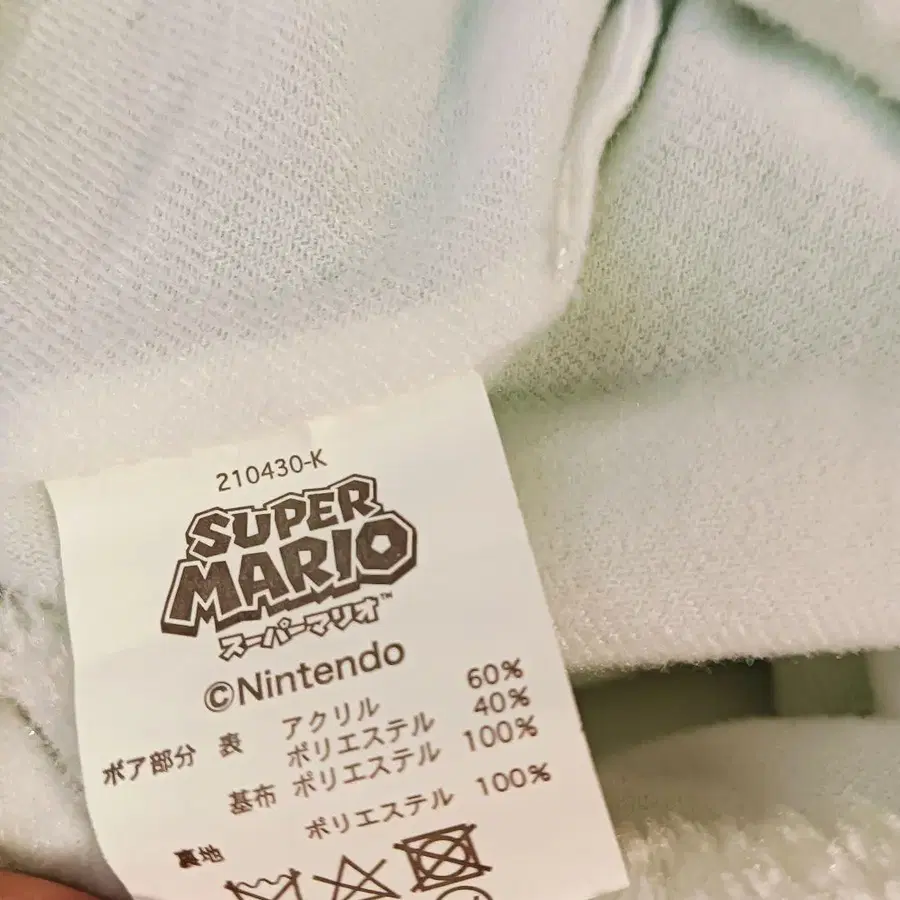 210430-K
SUPER
MARIO
スーパーマリオ™
©Nintendo
ボア部分 表 アクリル 60%
ポリエステル 40%
基布 ポリエステル 100%
裏地 ポリエステル 100%